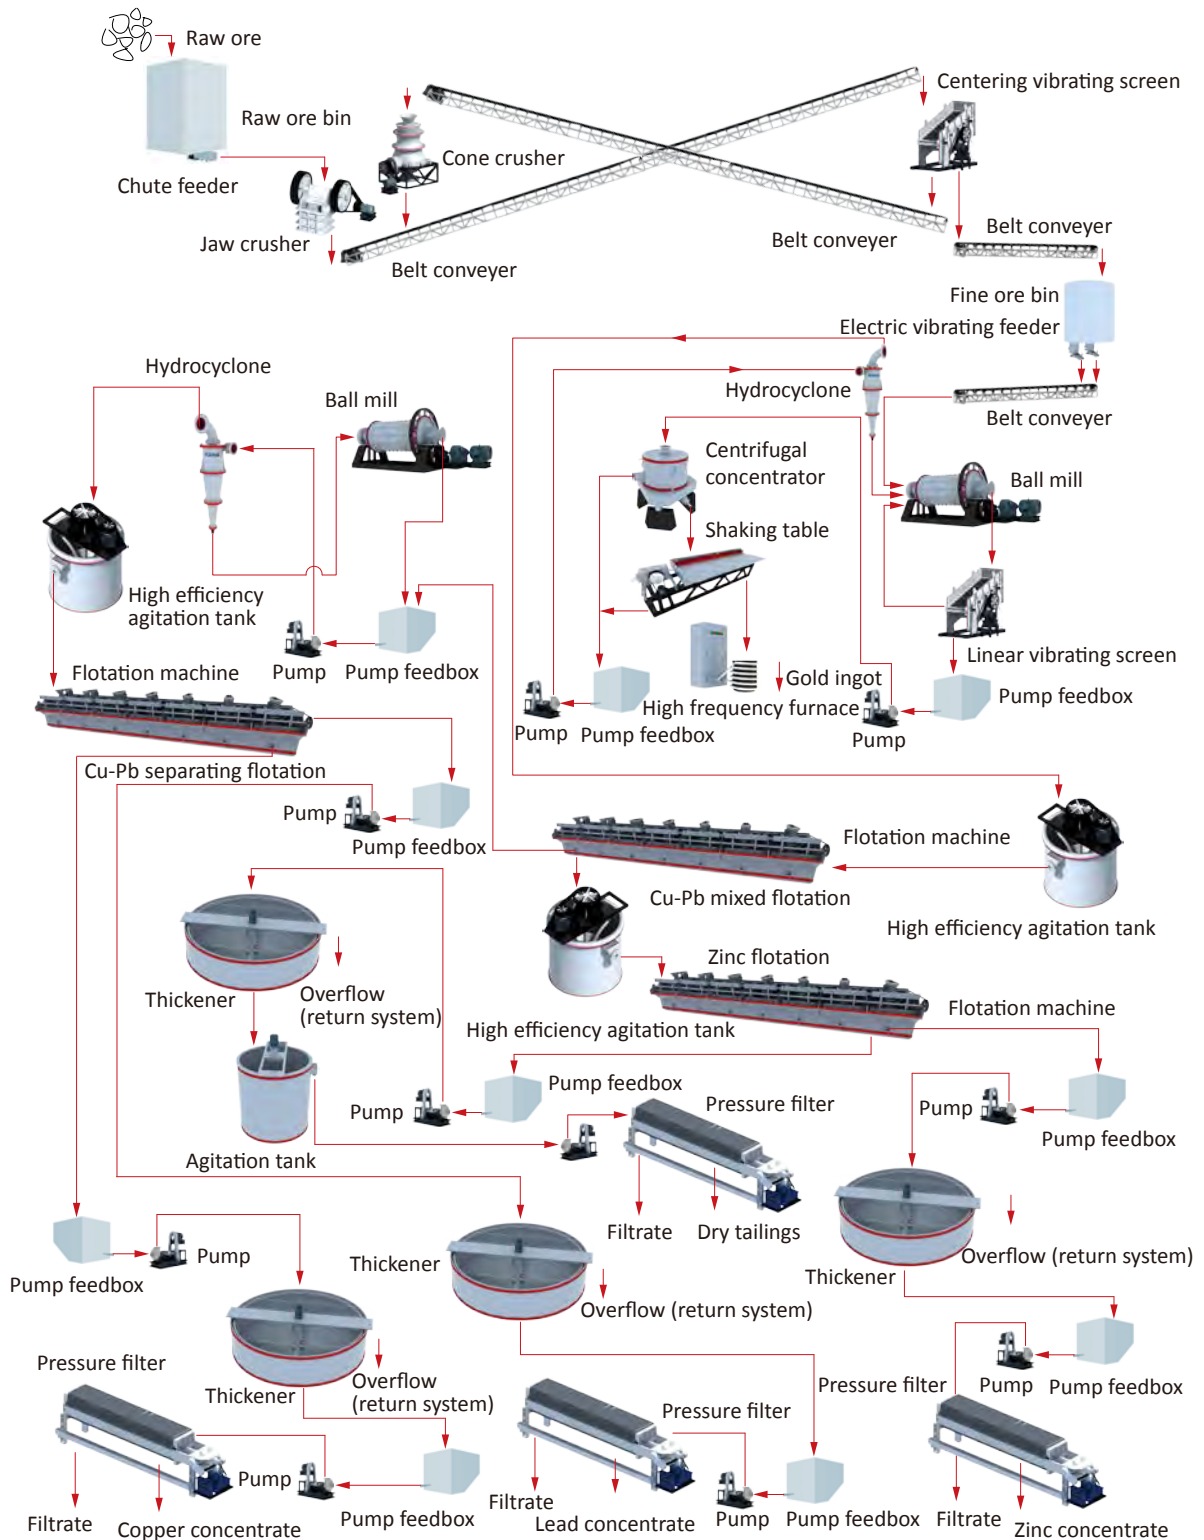 Raw ore
Centering vibrating screen
Raw ore bin
Cone crusher
Chute feeder
Jaw crusher
Belt conveyer
Belt conveyer
Belt conveyer
Fine ore bin
Electric vibrating feeder
Hydrocyclone
Hydrocyclone
Ball mill
Belt conveyer
Centrifugal
concentrator
Ball mill
Shaking table
High efficiency
agitation tank
Pump
Pump feedbox
Linear vibrating screen
Flotation machine
Gold ingot
Pump feedbox
High frequency furnace
Pump
Pump feedbox
Pump
Cu-Pb separating flotation
Pump
Pump feedbox
Flotation machine
Cu-Pb mixed flotation
High efficiency agitation tank
Zinc flotation
Thickener
Overflow
(return system)
Flotation machine
High efficiency agitation tank
Pump feedbox
Pump
Pressure filter
Pump
Pump feedbox
Agitation tank
Filtrate
Dry tailings
Pump
Pump feedbox
Thickener
Overflow (return system)
Thickener
Overflow (return system)
Pressure filter
Thickener
Overflow
(return system)
Pressure filter
Pump
Pump feedbox
Pressure filter
Pump
Pump feedbox
Filtrate
Copper concentrate
Filtrate
Lead concentrate
Pump
Pump feedbox
Filtrate
Zinc concentrate